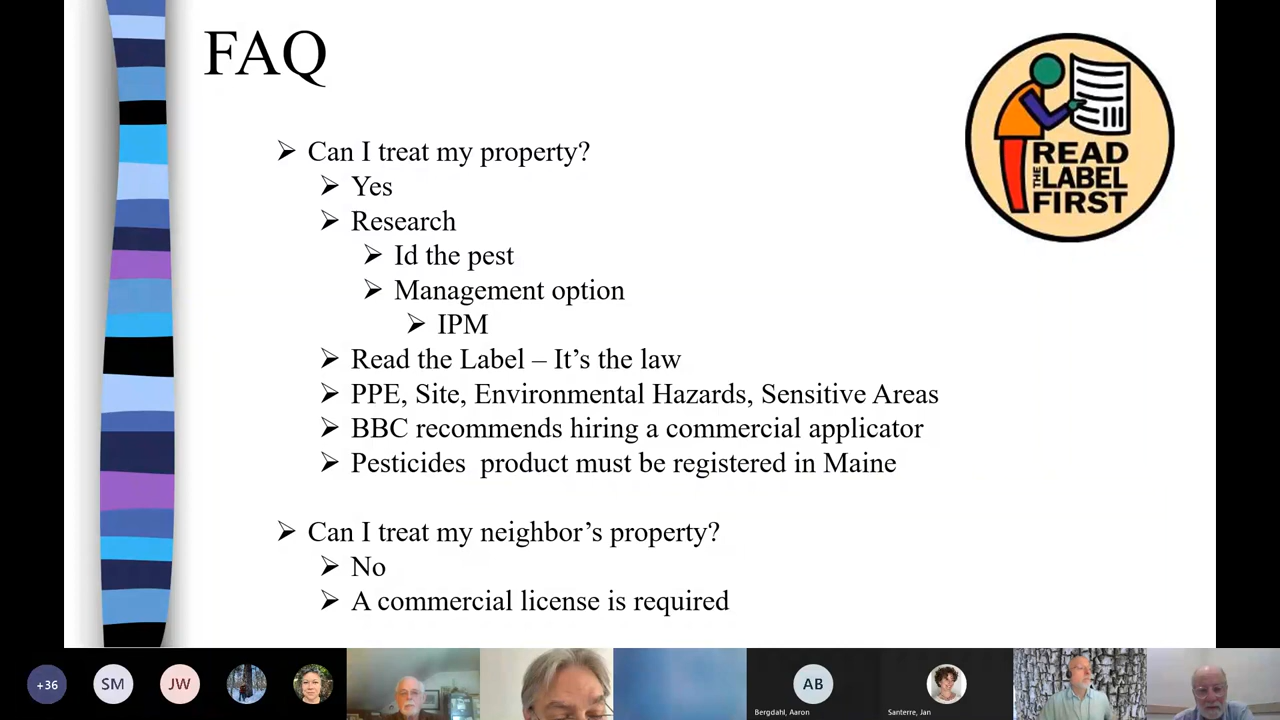 FAQ
➢ Can I treat my property?
➢ Yes
➢ Research
➢ Id the pest
➢ Management option
➢ IPM
➢ Read the Label – It’s the law
➢ PPE, Site, Environmental Hazards, Sensitive Areas
➢ BBC recommends hiring a commercial applicator
➢ Pesticides  product must be registered in Maine
➢ Can I treat my neighbor’s property?
➢ No
➢ A commercial license is required
READ
THE LABEL
FIRST
+36
SM
JW
AB
Bergdahl, Aaron
Santerre, Jan